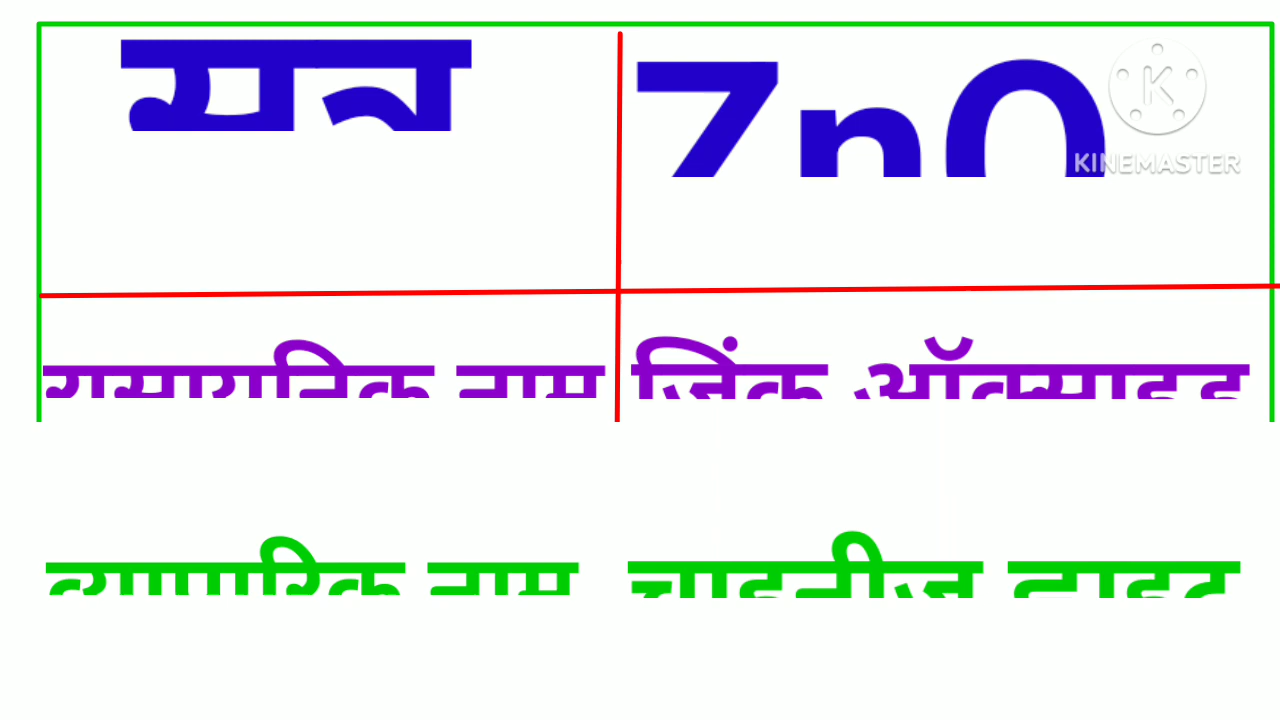 सूत्र ZnO
KINEMASTER
रासायनिक नाम जिंक ऑक्साइड
व्यापारिक नाम चाइनीज व्हाइट